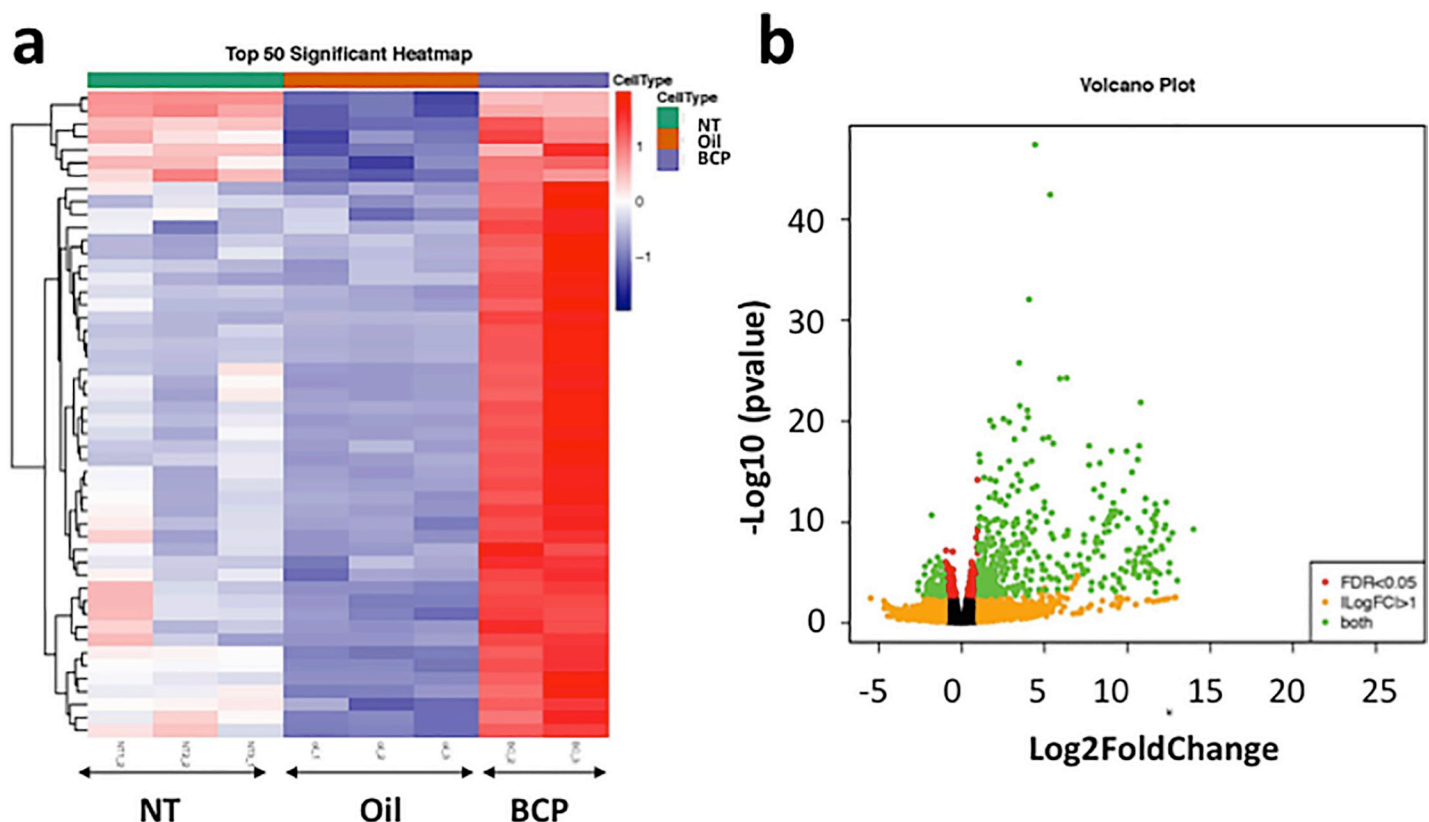 a
Top 50 Significant Heatmap
CellType
1
0
−1
CellType
NT
Oil
BCP
NT Oil BCP
b
Volcano Plot
-Log10 (pvalue)
40
30
20
10
0
FDR<0.05
|LogFC|>1
both
-5 0 5 10 15 20 25
Log2FoldChange